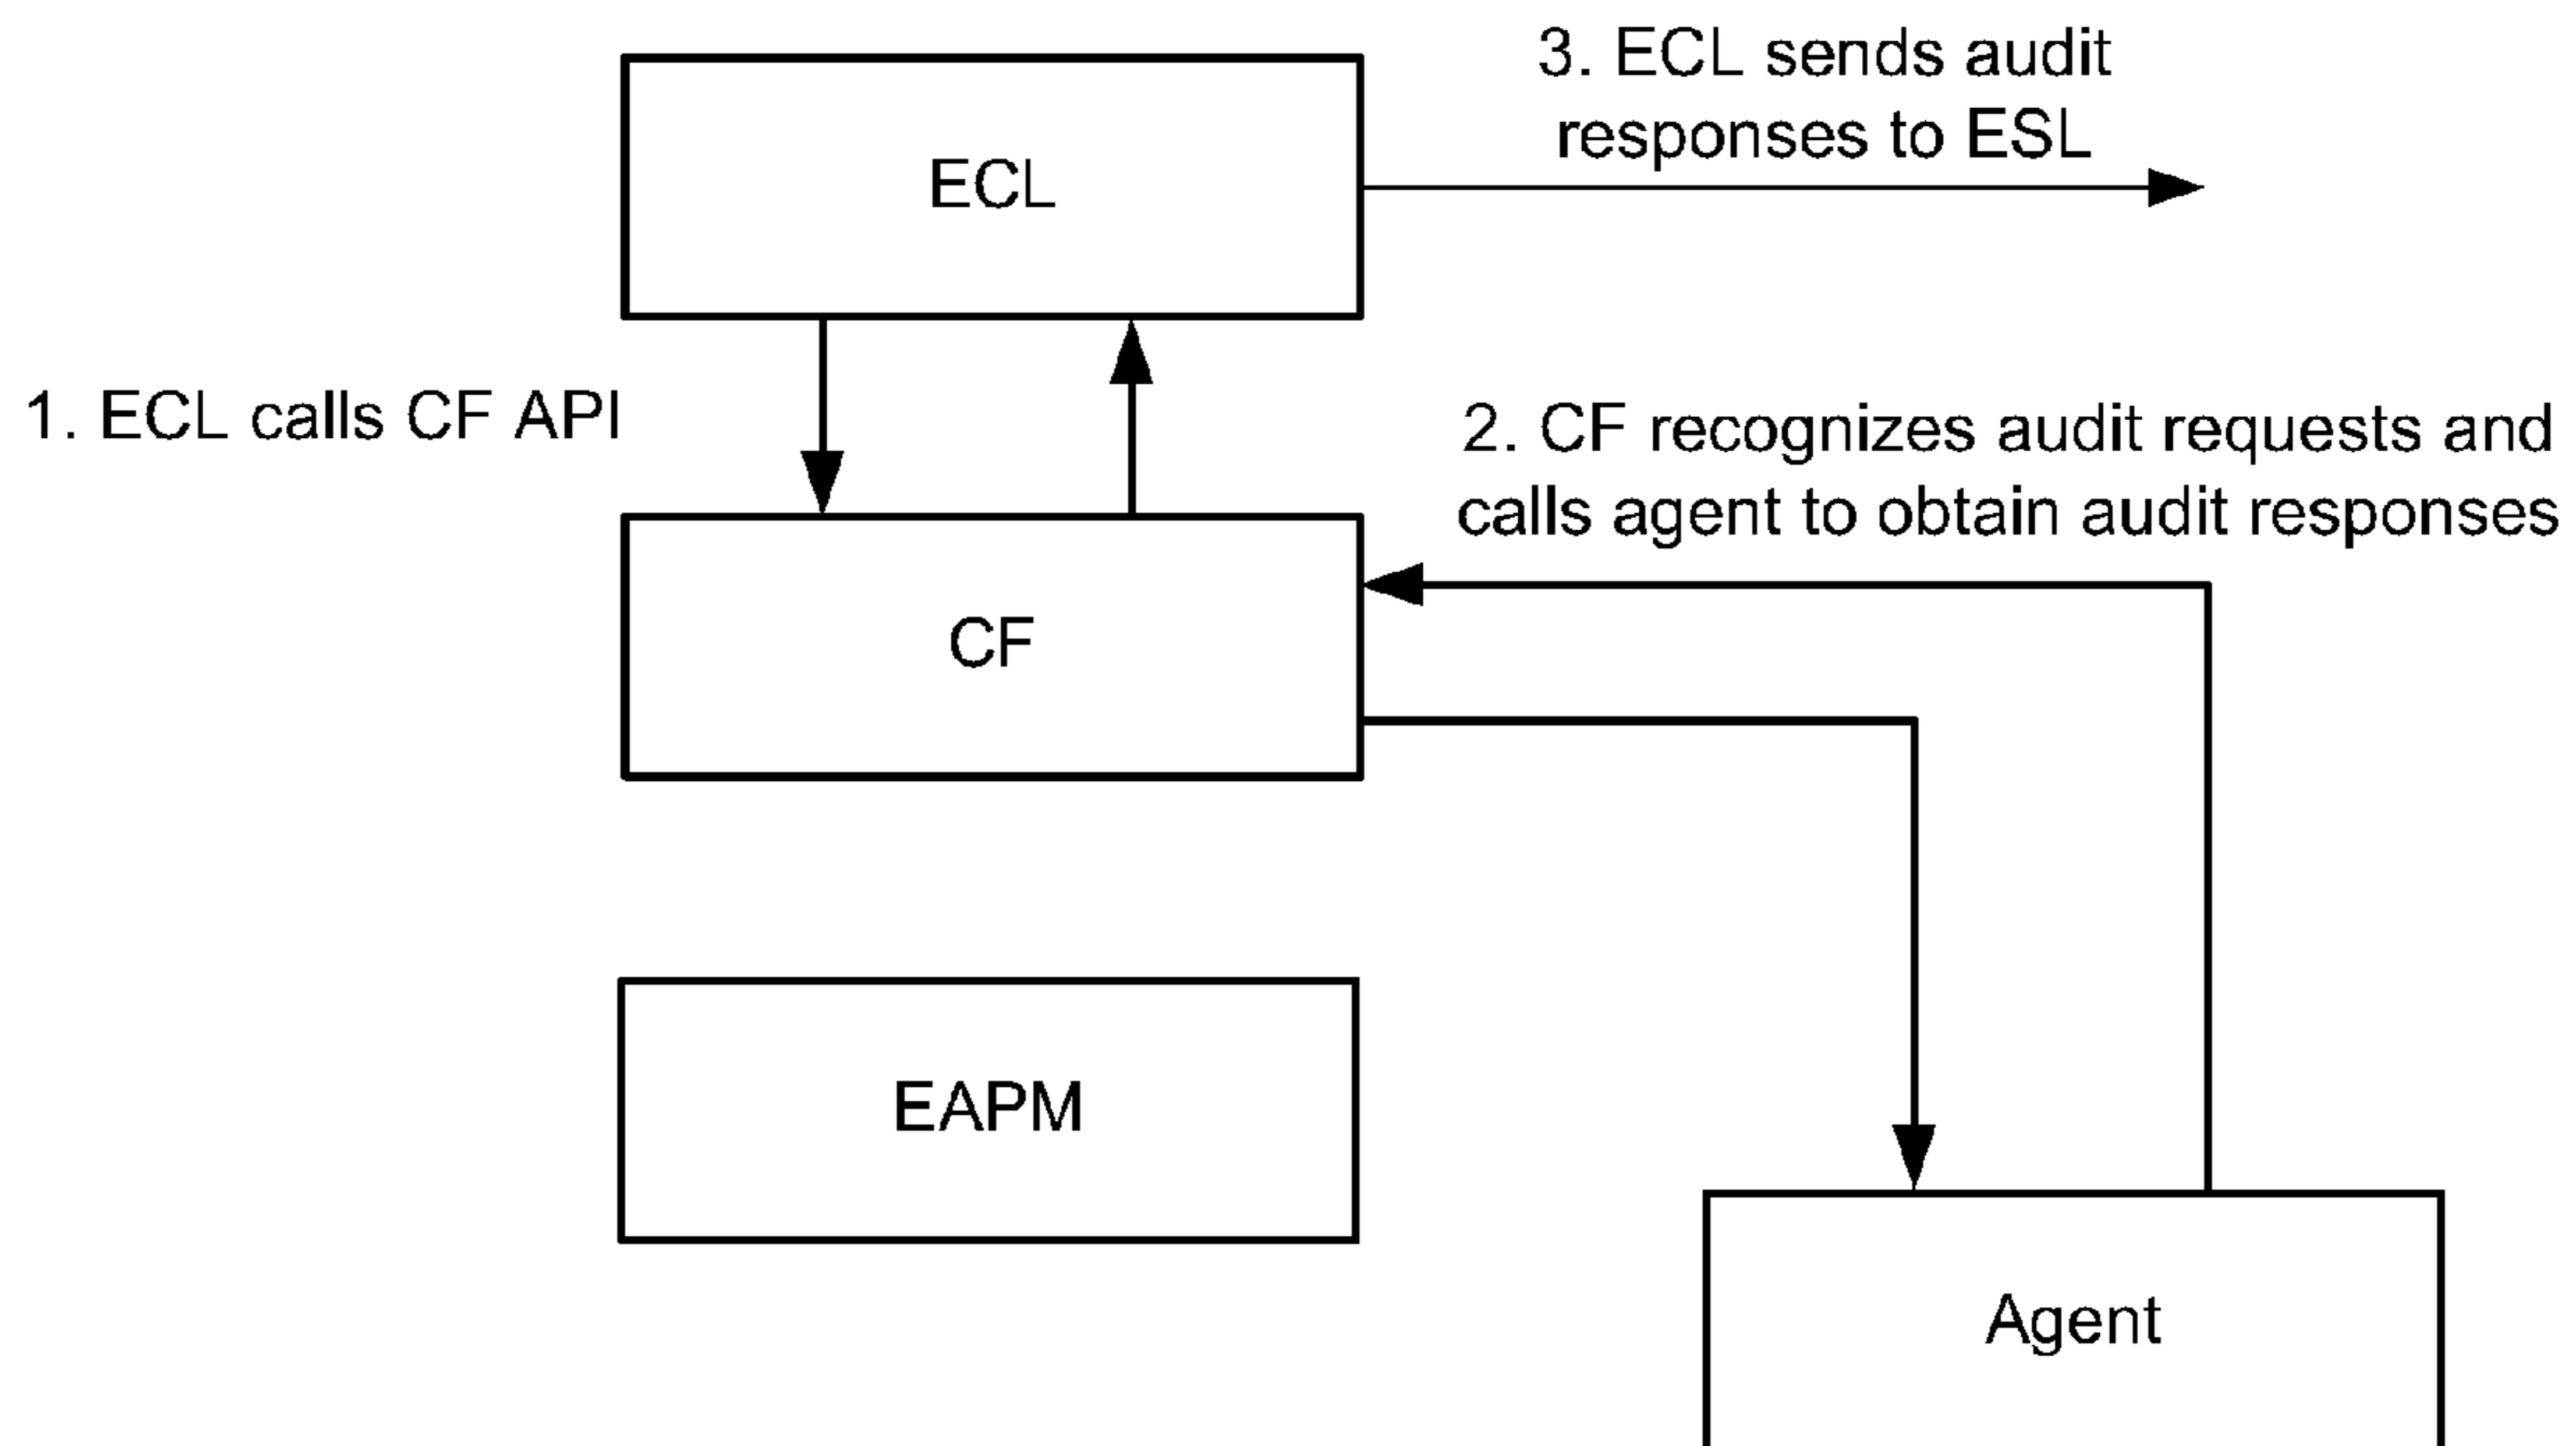 3. ECL sends audit
responses to ESL
ECL
1. ECL calls CF API
2. CF recognizes audit requests and
calls agent to obtain audit responses
CF
EAPM
Agent